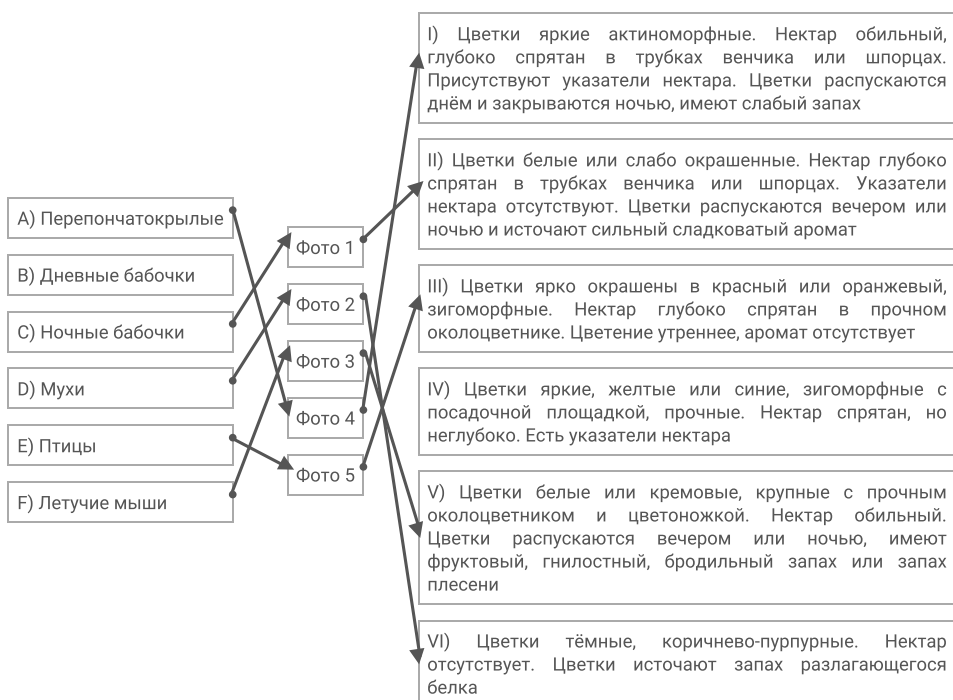 A) Перепончатокрылые
B) Дневные бабочки
C) Ночные бабочки
D) Мухи
E) Птицы
F) Летучие мыши
Фото 1
Фото 2
Фото 3
Фото 4
Фото 5
I) Цветки яркие актиноморфные. Нектар обильный,
глубоко спрятан в трубках венчика или шпорцах.
Присутствуют указатели нектара. Цветки распускаются
днём и закрываются ночью, имеют слабый запах
II) Цветки белые или слабо окрашенные. Нектар глубоко
спрятан в трубках венчика или шпорцах. Указатели
нектара отсутствуют. Цветки распускаются вечером или
ночью и источают сильный сладковатый аромат
III) Цветки ярко окрашены в красный или оранжевый,
зигоморфные. Нектар глубоко спрятан в прочном
околоцветнике. Цветение утреннее, аромат отсутствует
IV) Цветки яркие, желтые или синие, зигоморфные с
посадочной площадкой, прочные. Нектар спрятан, но
неглубоко. Есть указатели нектара
V) Цветки белые или кремовые, крупные с прочным
околоцветником и цветоножкой. Нектар обильный.
Цветки распускаются вечером или ночью, имеют
фруктовый, гнилостный, бродильный запах или запах
плесени
VI) Цветки тёмные, коричнево-пурпурные. Нектар
отсутствует. Цветки источают запах разлагающегося
белка